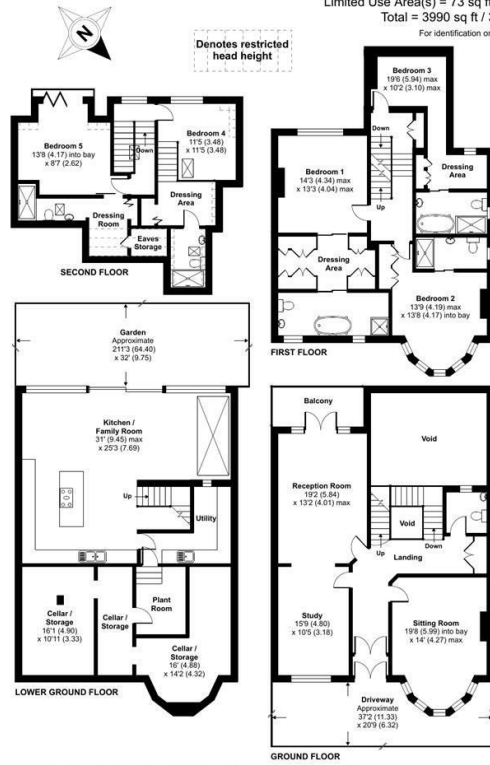 Limited Use Area(s) = 73 sq f
Total = 3990 sq ft /
For identification o
N
Denotes restricted
head height
Bedroom 5
13'8 (4.17) into bay
x 8'7 (2.62)
Down
Bedroom 4
11'5 (3.48)
x 11'5 (3.48)
Dressing
Area
Dressing
Room
Eaves
Storage
SECOND FLOOR
Bedroom 3
19'6 (5.94) max
x 10'2 (3.10) max
Down
Bedroom 1
14'3 (4.34) max
x 13'3 (4.04) max
Dressing
Area
Up
Dressing
Area
Bedroom 2
13'9 (4.19) max
x 13'8 (4.17) into bay
FIRST FLOOR
Garden
Approximate
211'3 (64.40)
x 32' (9.75)
Kitchen /
Family Room
31' (9.45) max
x 25'3 (7.69)
Up
Utility
Plant
Room
Cellar /
Storage
16'1 (4.90)
x 10'11 (3.33)
Cellar /
Storage
Cellar /
Storage
16' (4.88)
x 14'2 (4.32)
LOWER GROUND FLOOR
Balcony
Void
Reception Room
19'2 (5.84)
x 13'2 (4.01) max
Void
Up
Down
Landing
Study
15'9 (4.80)
x 10'5 (3.18)
Sitting Room
19'8 (5.99) into bay
x 14' (4.27) max
Driveway
Approximate
37'2 (11.33)
x 20'9 (6.32)
GROUND FLOOR